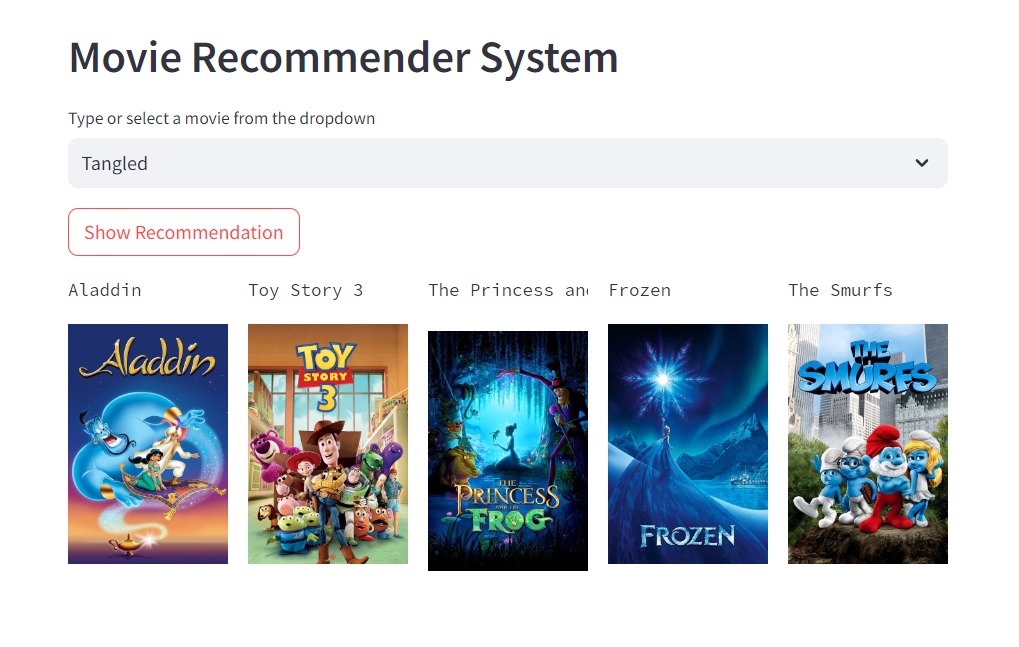 Movie Recommender System
Type or select a movie from the dropdown
Tangled
Show Recommendation
Aladdin
Toy Story 3
The Princess an
Frozen
The Smurfs
Aladdin
TOY
STORY
3
THE
PRINCESS
AND THE
FROG
FROZEN
THE
SMURFS